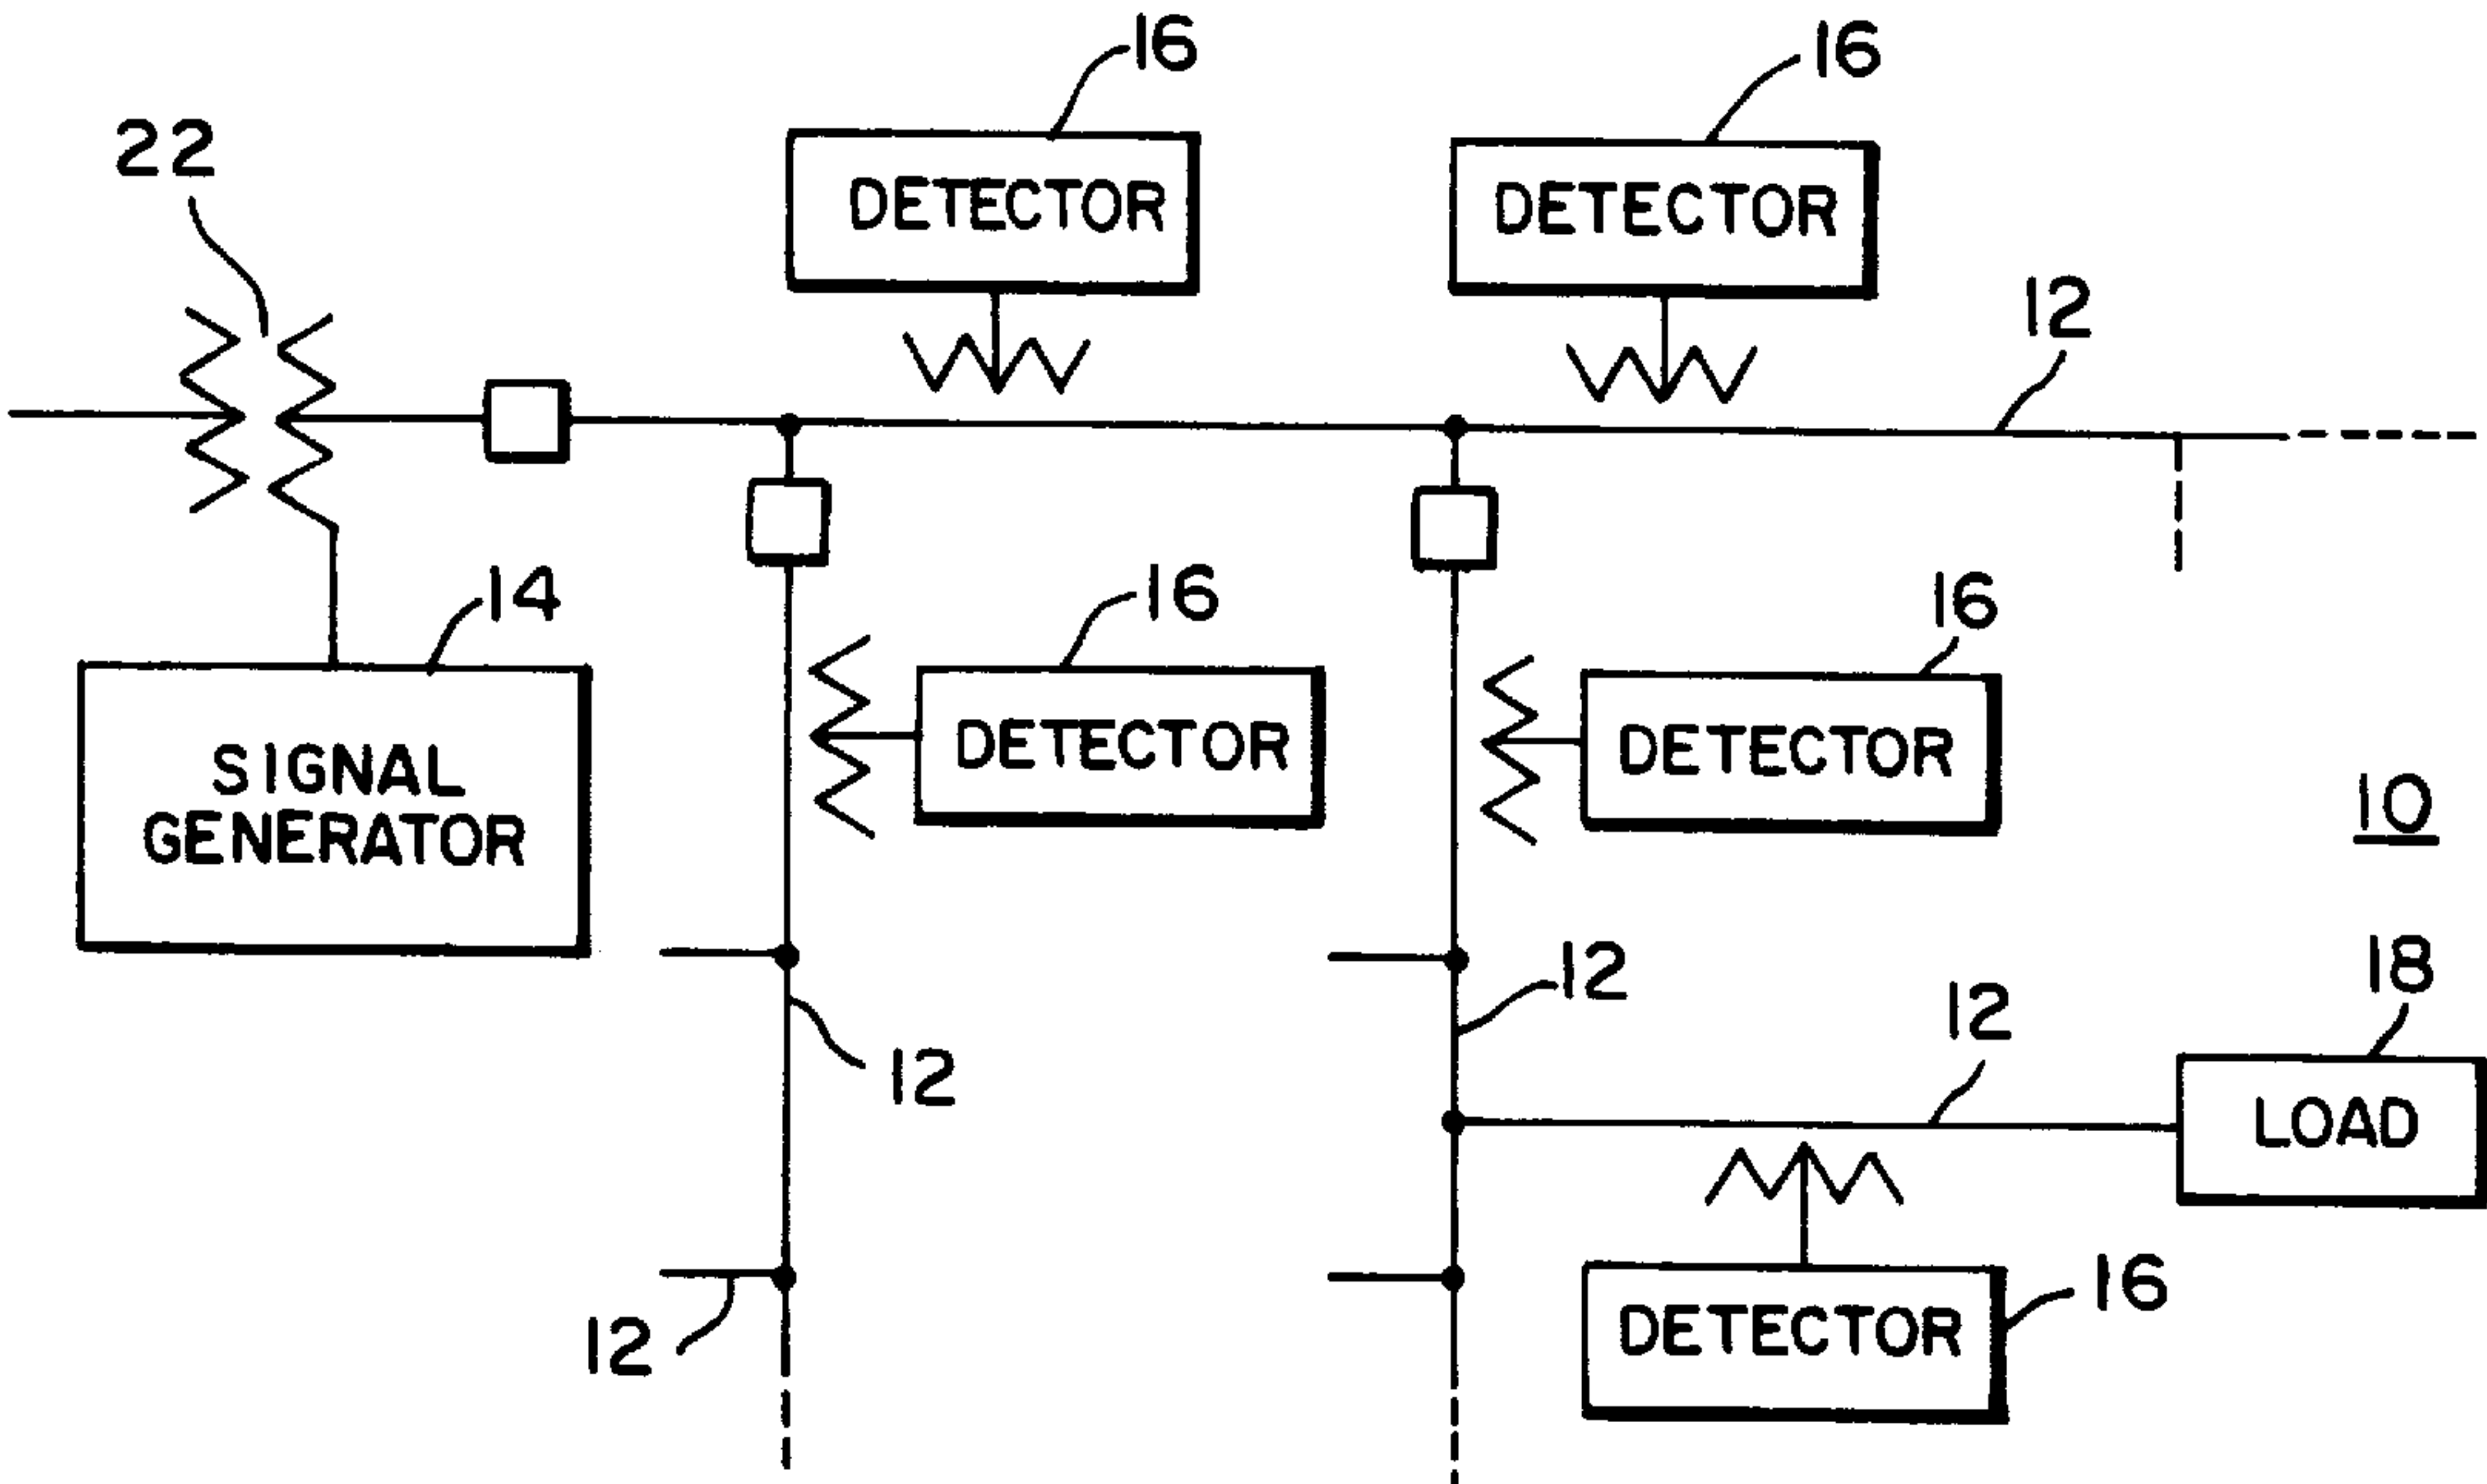 16
16
22
DETECTOR
DETECTOR
12
14
16
16
SIGNAL
GENERATOR
DETECTOR
DETECTOR
10
12
12
12
18
LOAD
12
DETECTOR
16